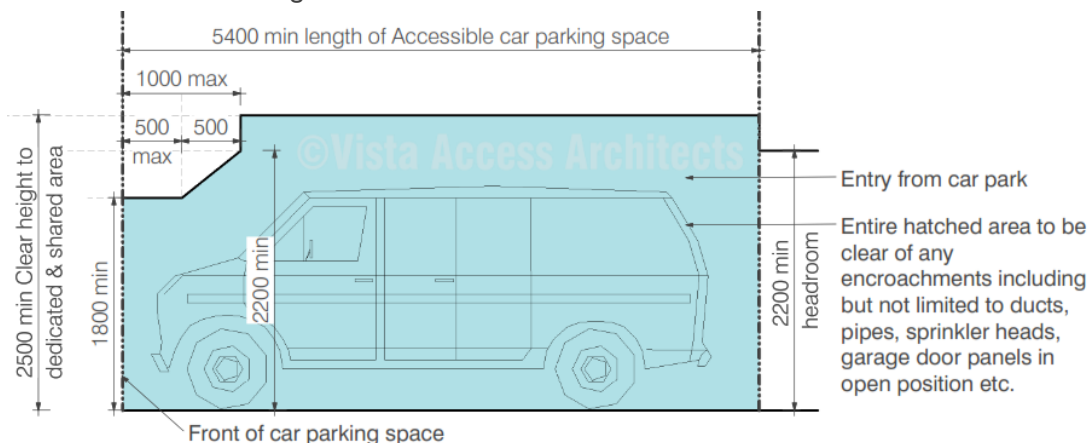 5400 min length of Accessible car parking space
1000 max
500
500
max
©Vista Access Architects
2500 min Clear height to
dedicated & shared area
1800 min
2200 min
2200 min
headroom
Entry from car park
Entire hatched area to be
clear of any
encroachments including
but not limited to ducts,
pipes, sprinkler heads,
garage door panels in
open position etc.
Front of car parking space